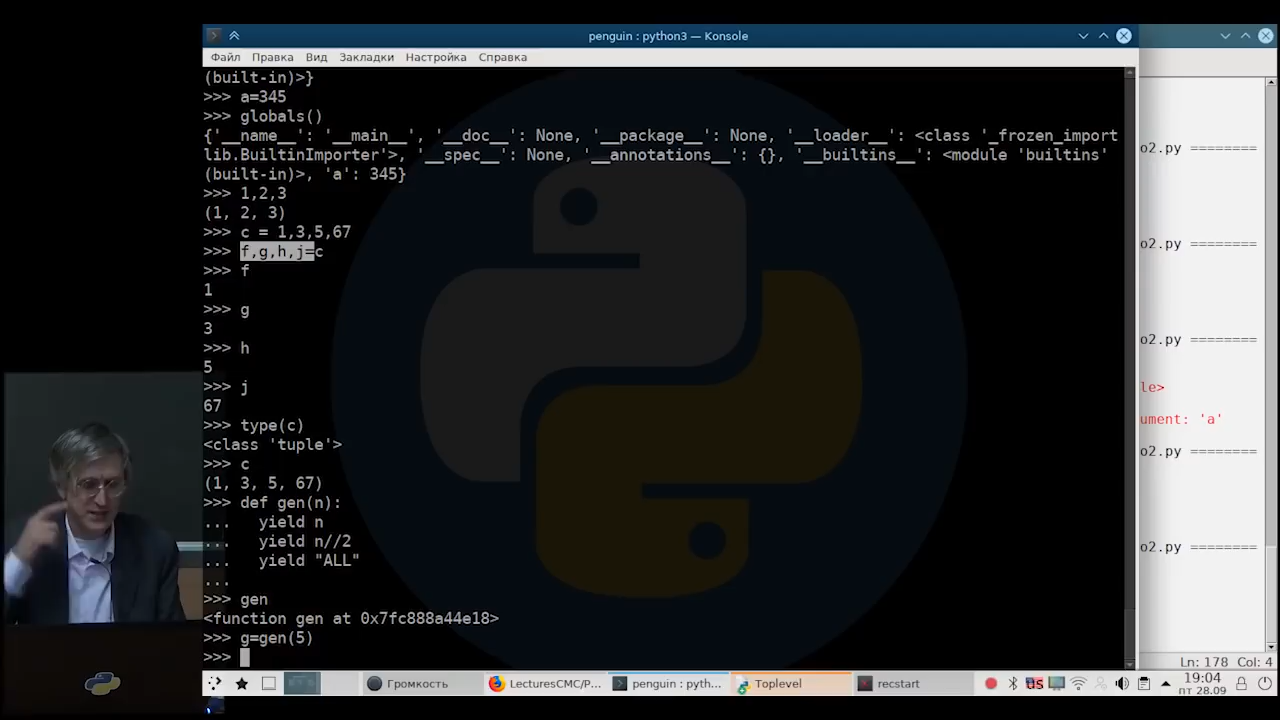 penguin : python3 — Konsole
Файл Правка Вид Закладки Настройка Справка
(built-in)>}
>>> a=345
>>> globals()
{'__name__': '__main__', '__doc__': None, '__package__': None, '__loader__': <class '_frozen_import
lib.BuiltinImporter'>, '__spec__': None, '__annotations__': {}, '__builtins__': <module 'builtins'
(built-in)>, 'a': 345}
>>> 1,2,3
(1, 2, 3)
>>> c = 1,3,5,67
>>> f,g,h,j=c
>>> f
1
>>> g
3
>>> h
5
>>> j
67
>>> type(c)
<class 'tuple'>
>>> c
(1, 3, 5, 67)
>>> def gen(n):
...   yield n
...   yield n//2
...   yield "ALL"
...
>>> gen
<function gen at 0x7fc888a44e18>
>>> g=gen(5)
>>>
o2.py ========
o2.py ========
o2.py ========
le>
ument: 'a'
o2.py ========
o2.py ========
Ln: 178 Col: 4
Громкость
LecturesCMC/P...
penguin : pyth...
Toplevel
recstart
us
19:04
пт 28.09